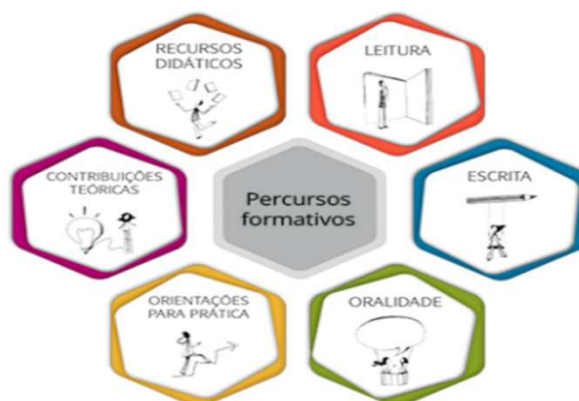 RECURSOS
DIDÁTICOS
LEITURA
CONTRIBUIÇÕES
TEÓRICAS
Percursos
formativos
ESCRITA
ORIENTAÇÕES
PARA PRÁTICA
ORALIDADE